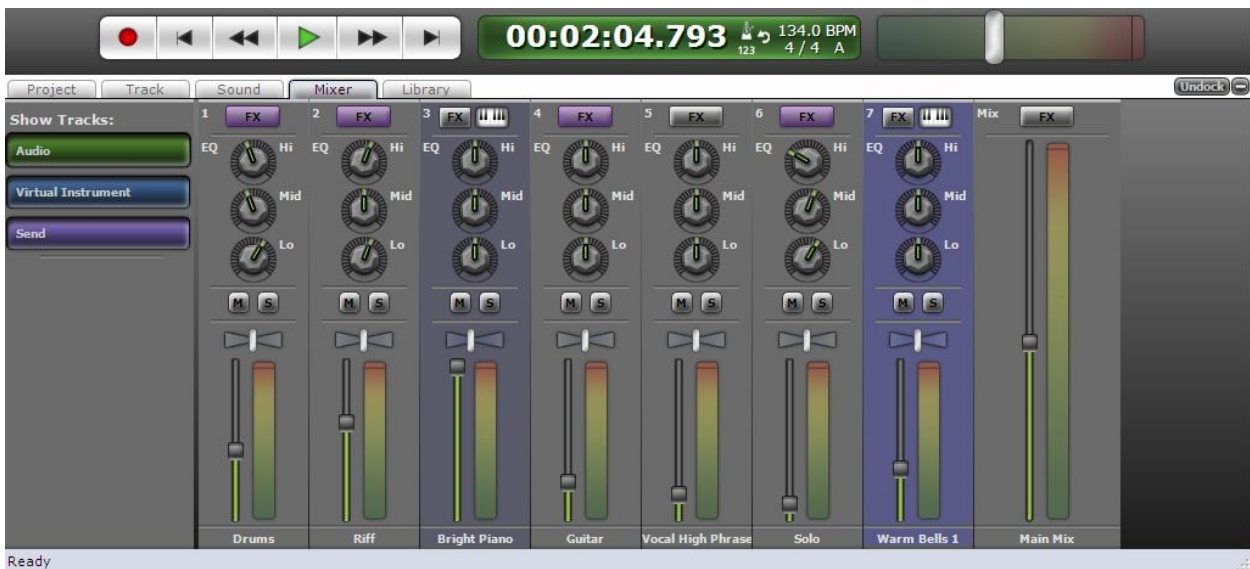 00:02:04.793
123
134.0 BPM
4/4 A
Project Track Sound Mixer Library
Undock
Show Tracks:
Audio
Virtual Instrument
Send
1 FX 2 FX 3 FX 4 FX 5 FX 6 FX 7 FX Mix FX
EQ Hi EQ Hi EQ Hi EQ Hi EQ Hi EQ Hi EQ Hi
Mid Mid Mid Mid Mid Mid Mid
Lo Lo Lo Lo Lo Lo Lo
M S M S M S M S M S M S M S
Drums Riff Bright Piano Guitar Vocal High Phrase Solo Warm Bells 1 Main Mix
Ready